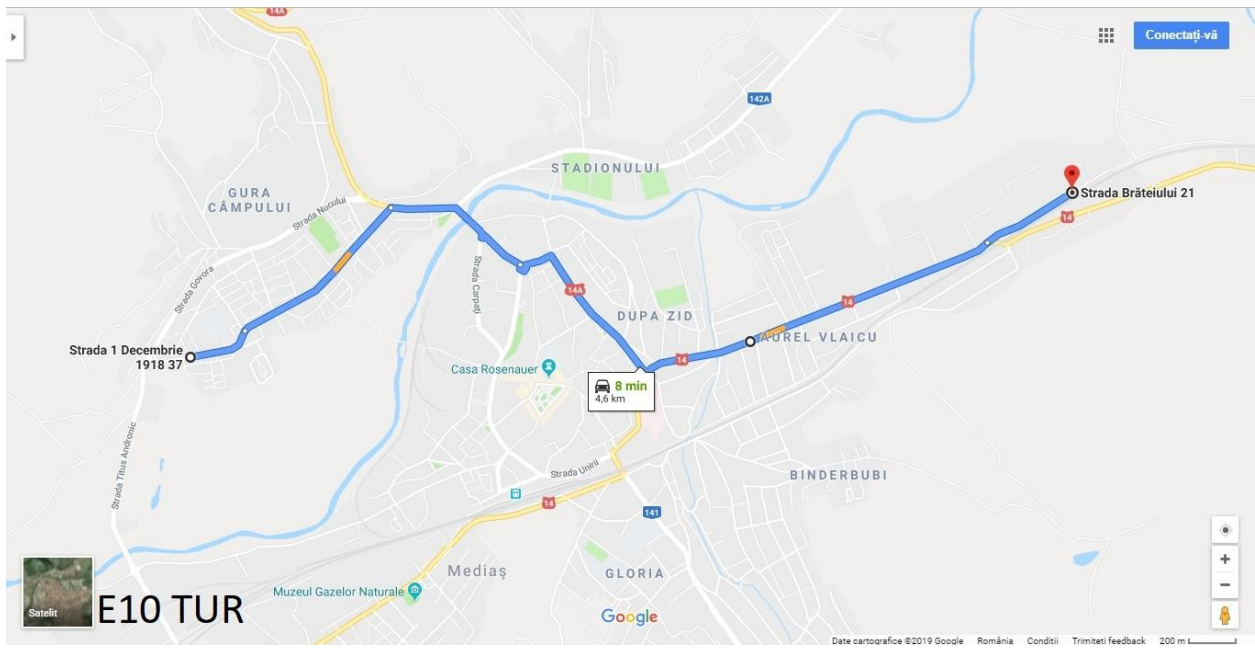 14A
Conectați-vă
142A
STADIONULUI
GURA
CÂMPULUI
Strada Nucului
Strada Brăteiului 21
14
Strada Govora
Strada Carpați
14A
14
DUPA ZID
AUREL VLAICU
14
Strada 1 Decembrie
1918 37
Casa Rosenauer
8 min
4,6 km
Strada Titus Andronic
Strada Unirii
BINDERBUBI
14
141
Mediaș
GLORIA
Muzeul Gazelor Naturale
Google
Satelit
E10 TUR
Date cartografice ©2019 Google România Condiții Trimiteți feedback 200 m